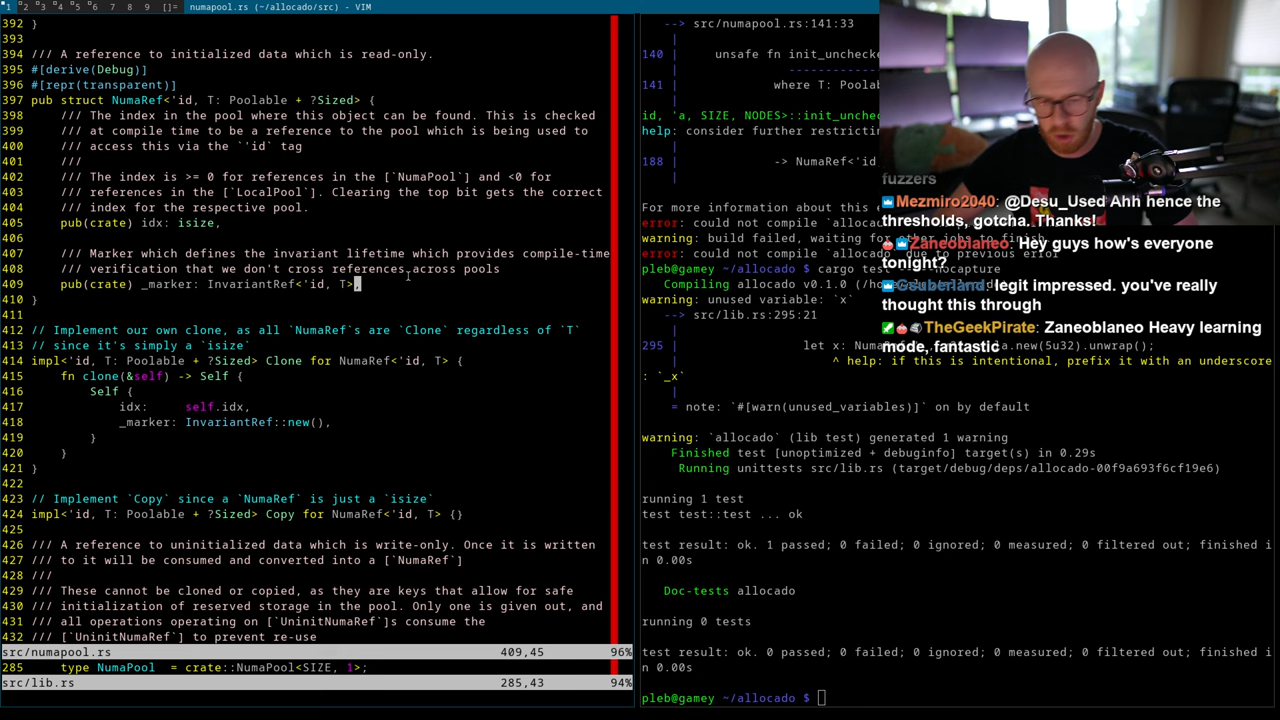 1 2 3 4 5 6 7 8 9 []= numapool.rs (~/allocado/src) - VIM
392 }
393
394 /// A reference to initialized data which is read-only.
395 #[derive(Debug)]
396 #[repr(transparent)]
397 pub struct NumaRef<'id, T: Poolable + ?Sized> {
398     /// The index in the pool where this object can be found. This is checked
399     /// at compile time to be a reference to the pool which is being used to
400     /// access this via the `'id` tag
401     ///
402     /// The index is >= 0 for references in the [`NumaPool`] and <0 for
403     /// references in the [`LocalPool`]. Clearing the top bit gets the correct
404     /// index for the respective pool.
405     pub(crate) idx: isize,
406
407     /// Marker which defines the invariant lifetime which provides compile-time
408     /// verification that we don't cross references across pools
409     pub(crate) _marker: InvariantRef<'id, T>,
410 }
411
412 // Implement our own clone, as all `NumaRef`s are `Clone` regardless of `T`
413 // since it's simply a `isize`
414 impl<'id, T: Poolable + ?Sized> Clone for NumaRef<'id, T> {
415     fn clone(&self) -> Self {
416         Self {
417             idx:     self.idx,
418             _marker: InvariantRef::new(),
419         }
420     }
421 }
422
423 // Implement `Copy` since a `NumaRef` is just a `isize`
424 impl<'id, T: Poolable + ?Sized> Copy for NumaRef<'id, T> {}
425
426 /// A reference to uninitialized data which is write-only. Once it is written
427 /// to it will be consumed and converted into a [`NumaRef`]
428 ///
429 /// These cannot be cloned or copied, as they are keys that allow for safe
430 /// initialization of reserved storage in the pool. Only one is given out, and
431 /// all operations operating on [`UninitNumaRef`]s consume the
432 /// [`UninitNumaRef`] to prevent re-use
src/numapool.rs 409,45 96%
285     type NumaPool  = crate::NumaPool<SIZE, 1>;
src/lib.rs 285,43 94%
--> src/numapool.rs:141:33
|
140 | unsafe fn init_unchecke
| -----------
141 | where T: Poolab
|
id, 'a, SIZE, NODES>::init_unchec
help: consider further restricting
|
188 | -> NumaRef<'id
|
For more information about this e
error: could not compile `allocad
warning: build failed, waiting for other jobs to finish...
error: could not compile `allocado` due to previous error
pleb@gamey ~/allocado $ cargo test -- --nocapture
Compiling allocado v0.1.0 (/ho
warning: unused variable: `x`
--> src/lib.rs:295:21
|
295 | let x: Numa a.new(5u32).unwrap();
| ^ help: if this is intentional, prefix it with an underscore
: `_x`
|
= note: `#[warn(unused_variables)]` on by default
warning: `allocado` (lib test) generated 1 warning
Finished test [unoptimized + debuginfo] target(s) in 0.29s
Running unittests src/lib.rs (target/debug/deps/allocado-00f9a693f6cf19e6)
running 1 test
test test::test ... ok
test result: ok. 1 passed; 0 failed; 0 ignored; 0 measured; 0 filtered out; finished i
n 0.00s
Doc-tests allocado
running 0 tests
test result: ok. 0 passed; 0 failed; 0 ignored; 0 measured; 0 filtered out; finished i
n 0.00s
pleb@gamey ~/allocado $
fuzzers
Mezmiro2040: @Desu_Used Ahh hence the
thresholds, gotcha. Thanks!
Zaneoblaneo: Hey guys how's everyone
tonight?
Gsuberland: legit impressed. you've really
thought this through
TheGeekPirate: Zaneoblaneo Heavy learning
mode, fantastic